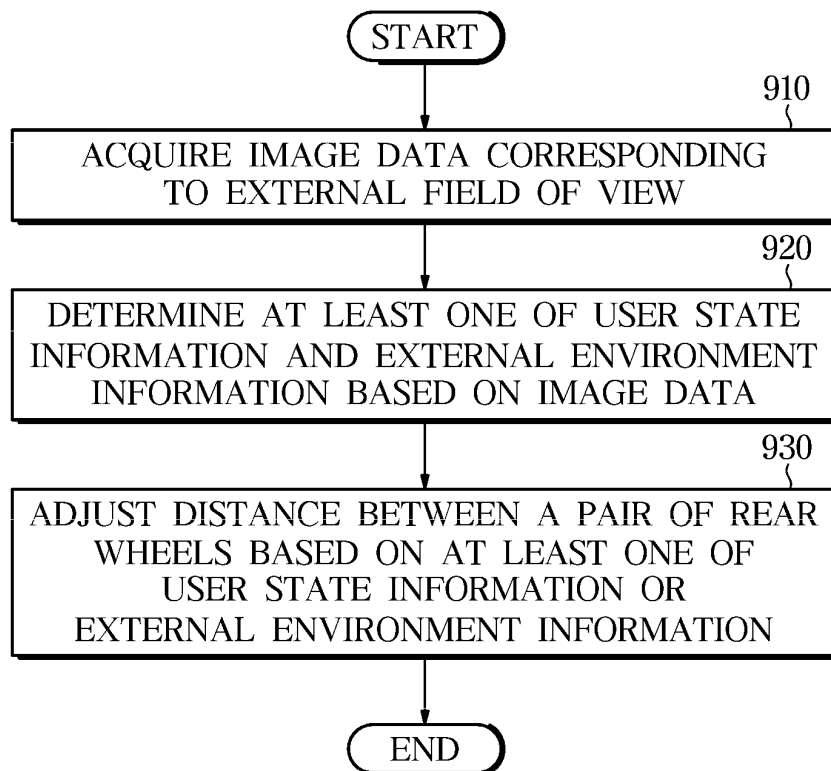 START
910
ACQUIRE IMAGE DATA CORRESPONDING
TO EXTERNAL FIELD OF VIEW
920
DETERMINE AT LEAST ONE OF USER STATE
INFORMATION AND EXTERNAL ENVIRONMENT
INFORMATION BASED ON IMAGE DATA
930
ADJUST DISTANCE BETWEEN A PAIR OF REAR
WHEELS BASED ON AT LEAST ONE OF
USER STATE INFORMATION OR
EXTERNAL ENVIRONMENT INFORMATION
END